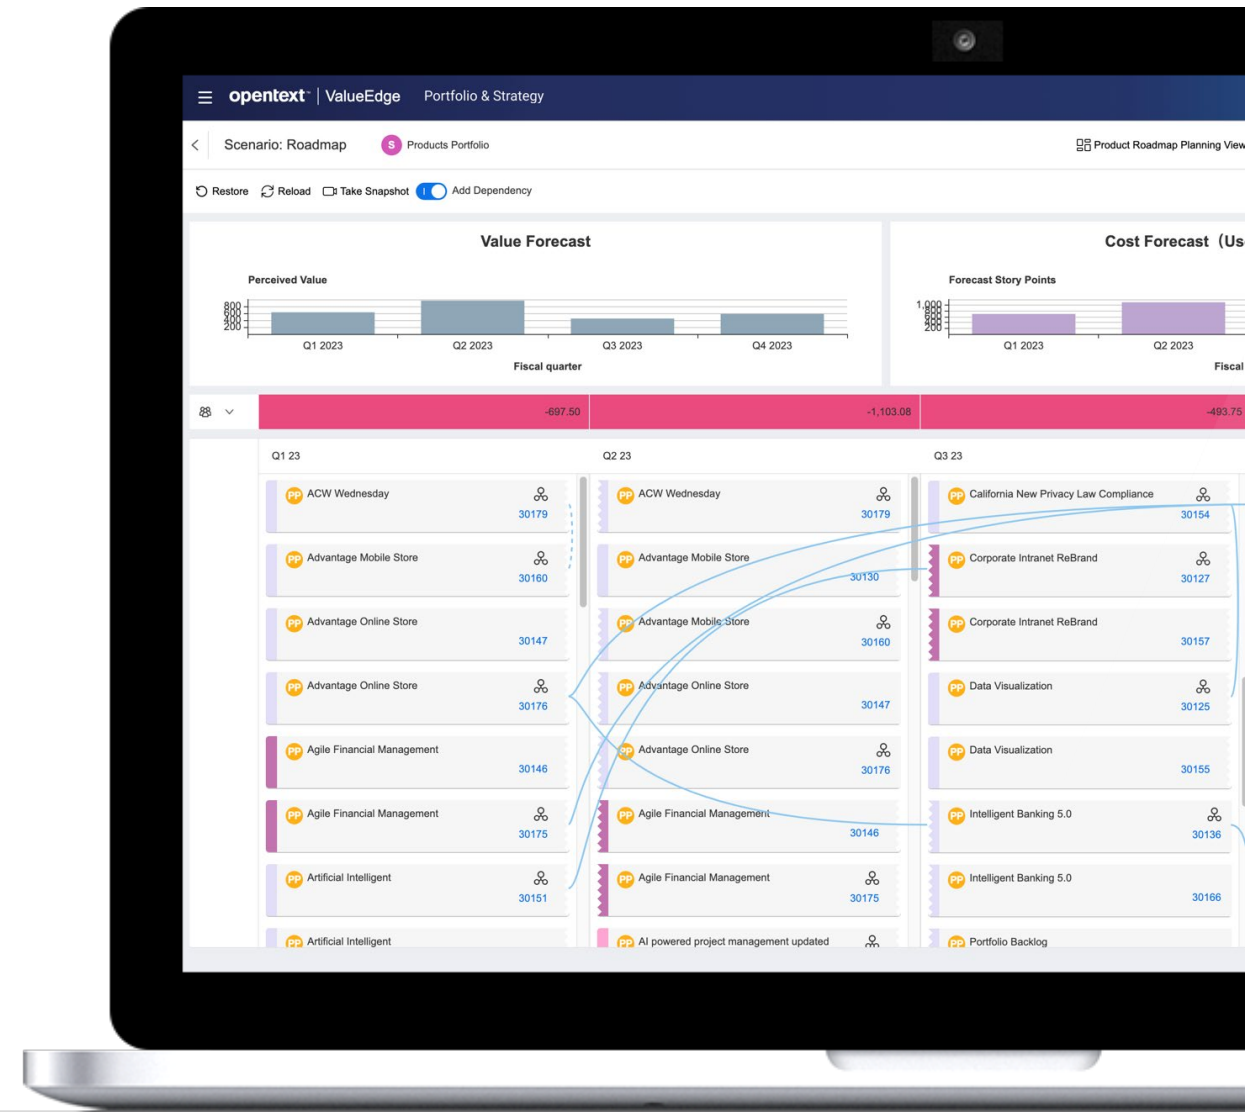 opentext™ | ValueEdge Portfolio & Strategy
Scenario: Roadmap S Products Portfolio Product Roadmap Planning View
Restore Reload Take Snapshot Add Dependency
Value Forecast
Perceived Value
800
600
400
200
Q1 2023 Q2 2023 Q3 2023 Q4 2023
Fiscal quarter
Cost Forecast (Us
Forecast Story Points
1,000
800
600
400
200
Q1 2023 Q2 2023
Fiscal
-697.50 -1,103.08 -493.75
Q1 23
PP ACW Wednesday
30179
PP Advantage Mobile Store
30160
PP Advantage Online Store
30147
PP Advantage Online Store
30176
PP Agile Financial Management
30146
PP Agile Financial Management
30175
PP Artificial Intelligent
30151
PP Artificial Intelligent
Q2 23
PP ACW Wednesday
30179
PP Advantage Mobile Store
30130
PP Advantage Mobile Store
30160
PP Advantage Online Store
30147
PP Advantage Online Store
30176
PP Agile Financial Management
30146
PP Agile Financial Management
30175
PP AI powered project management updated
Q3 23
PP California New Privacy Law Compliance
30154
PP Corporate Intranet ReBrand
30127
PP Corporate Intranet ReBrand
30157
PP Data Visualization
30125
PP Data Visualization
30155
PP Intelligent Banking 5.0
30136
PP Intelligent Banking 5.0
30166
PP Portfolio Backlog